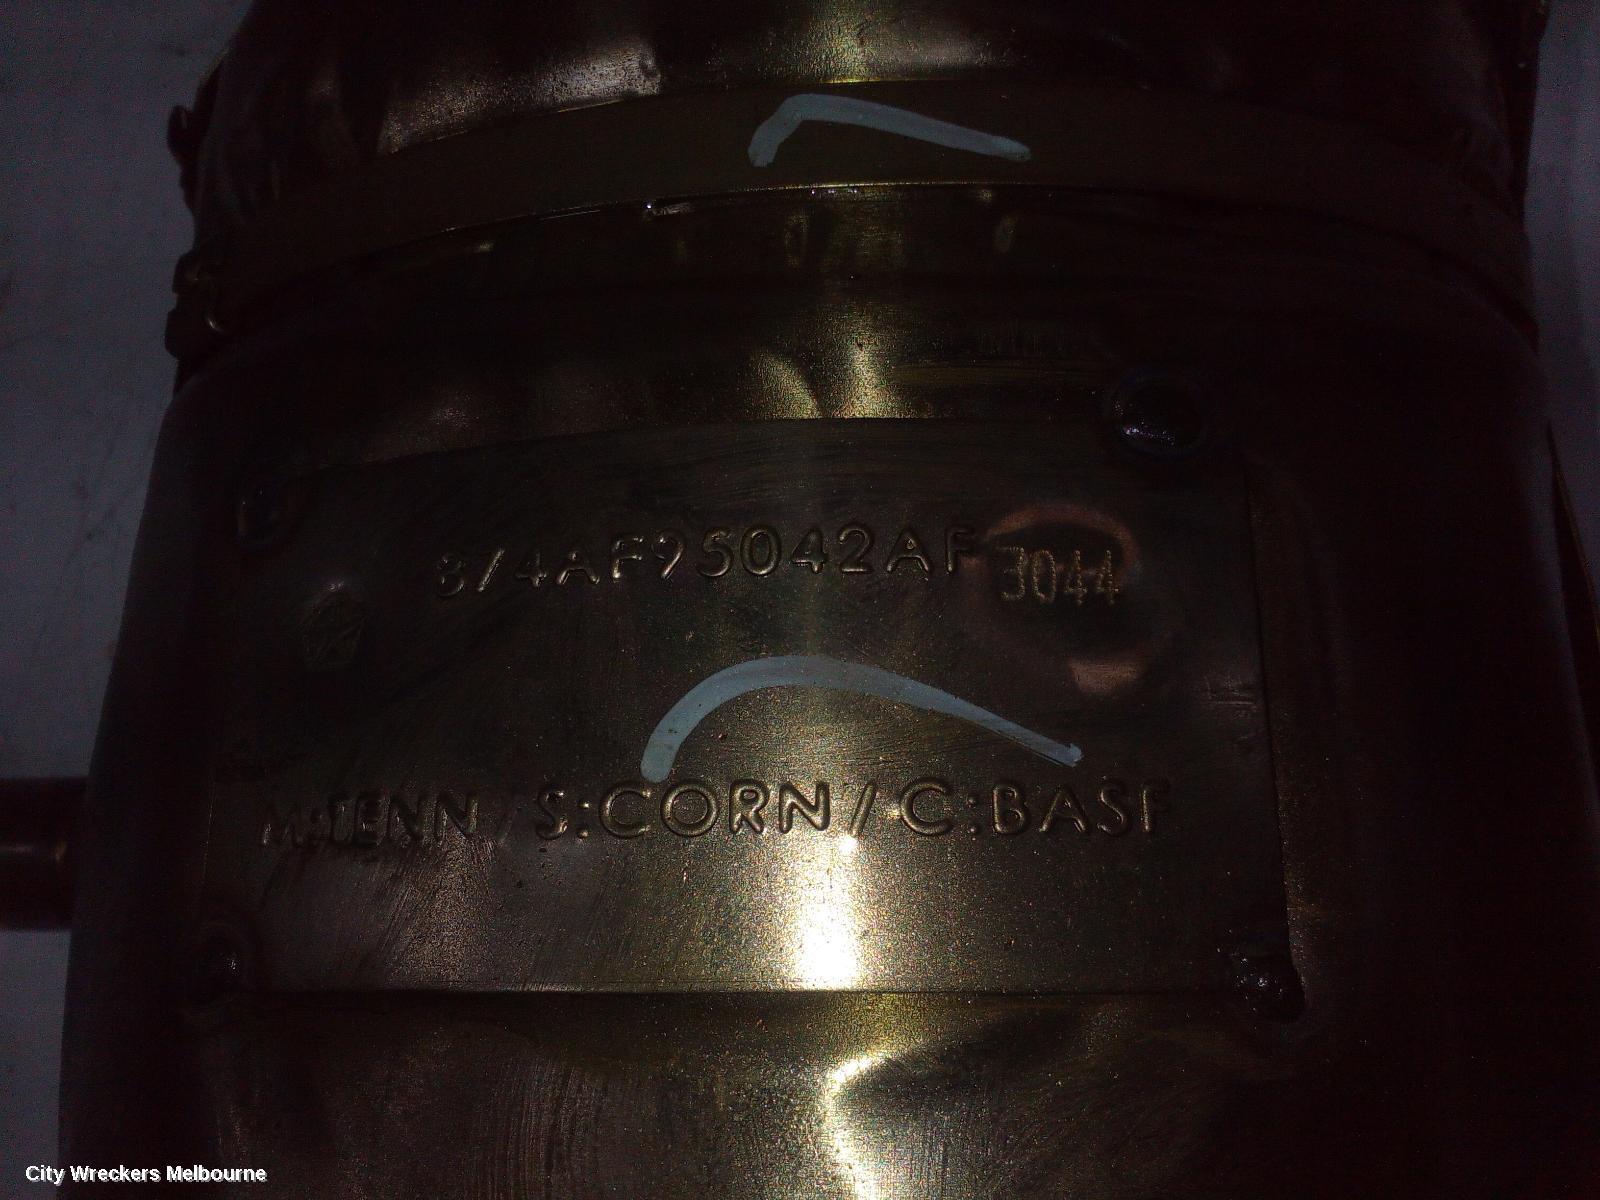 874AF95042AF 3044
M:TENN/S:CORN/C:BASF
City Wreckers Melbourne